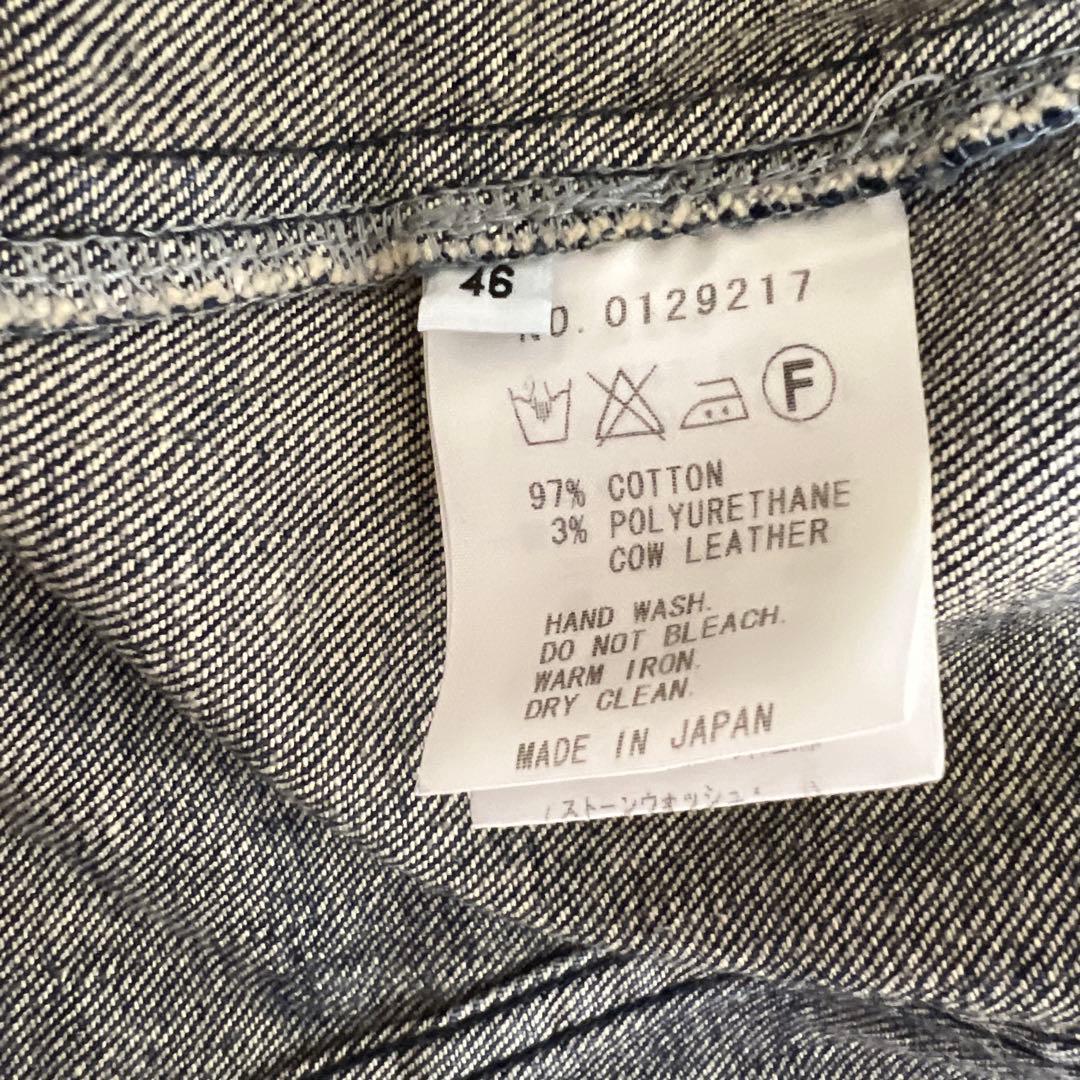 46
NO. 0129217
F
97% COTTON
3% POLYURETHANE
COW LEATHER
HAND WASH.
DO NOT BLEACH.
WARM IRON.
DRY CLEAN.
MADE IN JAPAN
(ストーンウォッシュ